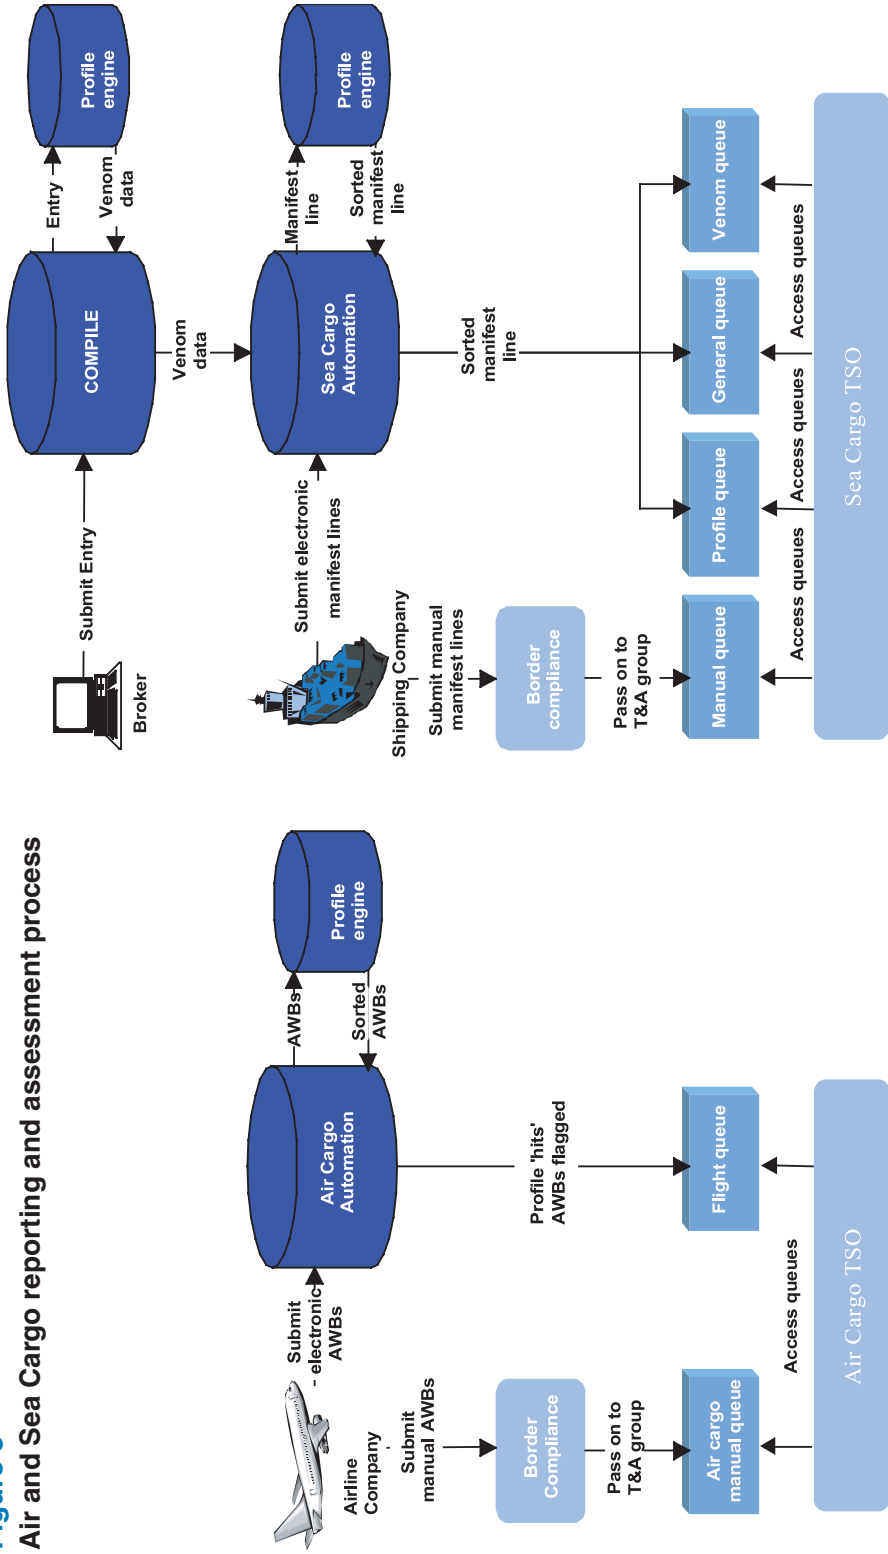 Air and Sea Cargo reporting and assessment process
Airline
Company
Submit
electronic
AWBs
Air Cargo
Automation
AWBs
Sorted
AWBs
Profile
engine
Submit
manual AWBs
Border
Compliance
Pass on to
T&A group
Air cargo
manual queue
Profile 'hits'
AWBs flagged
Flight queue
Access queues
Air Cargo TSO
Broker
Submit Entry
COMPILE
Entry
Venom
data
Profile
engine
Venom
data
Shipping Company
Submit electronic
manifest lines
Sea Cargo
Automation
Manifest
line
Sorted
manifest
line
Profile
engine
Submit manual
manifest lines
Border
compliance
Pass on to
T&A group
Sorted
manifest
line
Manual queue
Profile queue
General queue
Venom queue
Access queues
Access queues
Access queues
Sea Cargo TSO